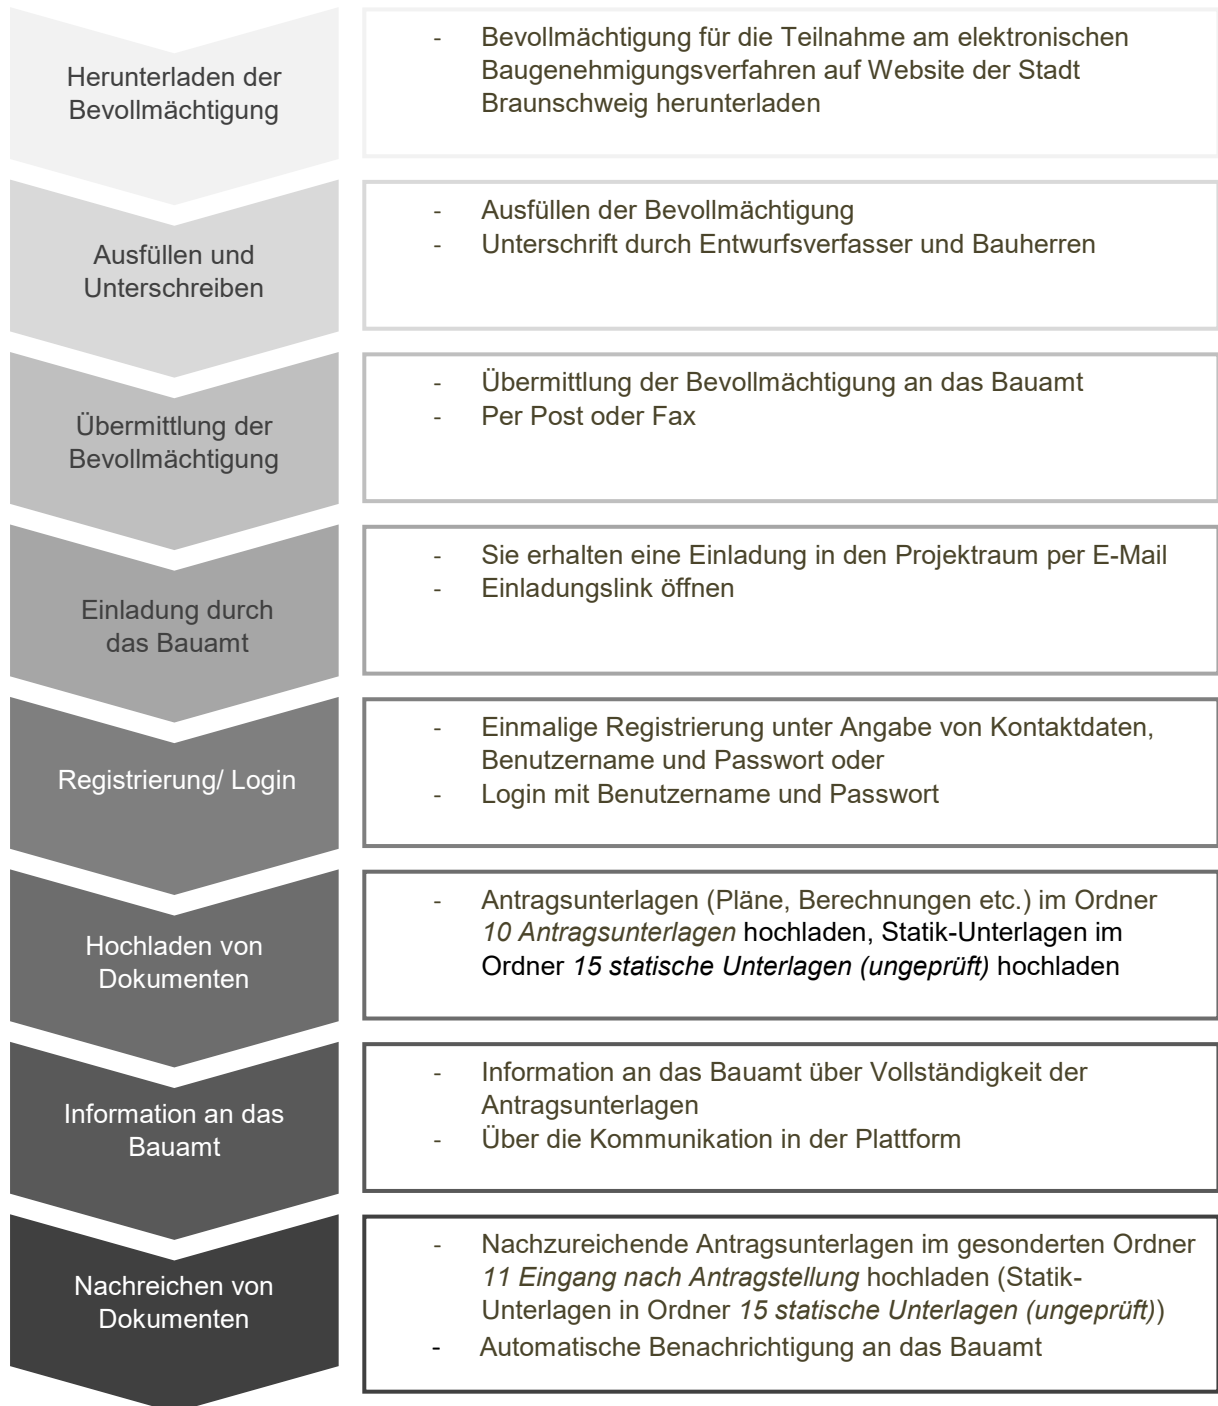 Herunterladen der
Bevollmächtigung
- Bevollmächtigung für die Teilnahme am elektronischen
Baugenehmigungsverfahren auf Website der Stadt
Braunschweig herunterladen
Ausfüllen und
Unterschreiben
- Ausfüllen der Bevollmächtigung
- Unterschrift durch Entwurfsverfasser und Bauherren
Übermittlung der
Bevollmächtigung
- Übermittlung der Bevollmächtigung an das Bauamt
- Per Post oder Fax
Einladung durch
das Bauamt
- Sie erhalten eine Einladung in den Projektraum per E-Mail
- Einladungslink öffnen
Registrierung/ Login
- Einmalige Registrierung unter Angabe von Kontaktdaten,
Benutzername und Passwort oder
- Login mit Benutzername und Passwort
Hochladen von
Dokumenten
- Antragsunterlagen (Pläne, Berechnungen etc.) im Ordner
10 Antragsunterlagen hochladen, Statik-Unterlagen im
Ordner 15 statische Unterlagen (ungeprüft) hochladen
Information an das
Bauamt
- Information an das Bauamt über Vollständigkeit der
Antragsunterlagen
- Über die Kommunikation in der Plattform
Nachreichen von
Dokumenten
- Nachzureichende Antragsunterlagen im gesonderten Ordner
11 Eingang nach Antragstellung hochladen (Statik-
Unterlagen in Ordner 15 statische Unterlagen (ungeprüft))
- Automatische Benachrichtigung an das Bauamt